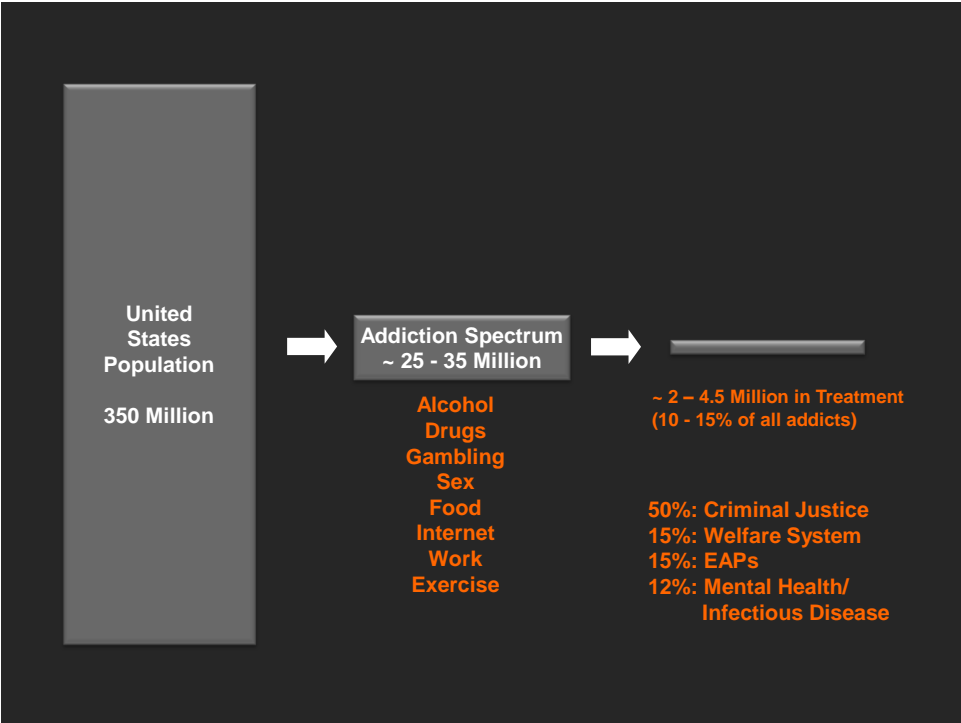 United
States
Population
350 Million
Addiction Spectrum
~ 25 - 35 Million
Alcohol
Drugs
Gambling
Sex
Food
Internet
Work
Exercise
~ 2 – 4.5 Million in Treatment
(10 - 15% of all addicts)
50%: Criminal Justice
15%: Welfare System
15%: EAPs
12%: Mental Health/
Infectious Disease